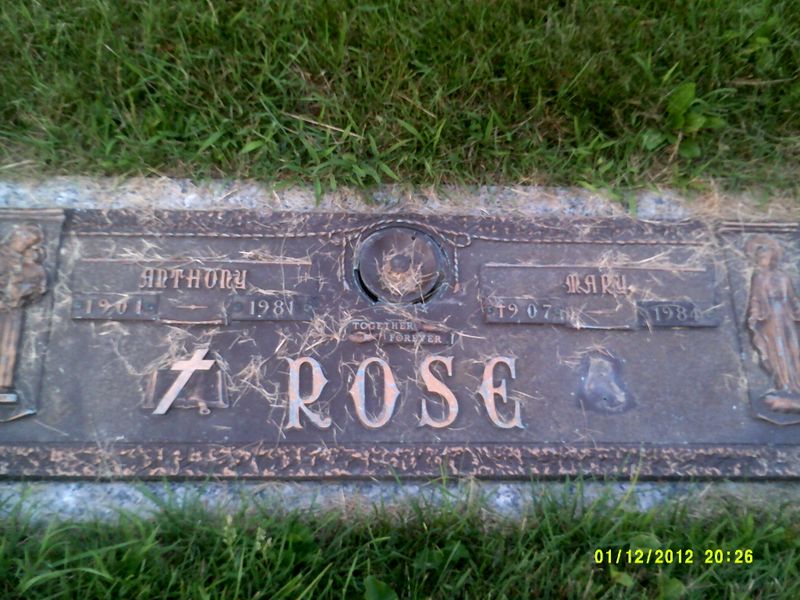 ANTHONY
1901 1981
MARY
1907 1984
TOGETHER
FOREVER
ROSE
01/12/2012 20:26